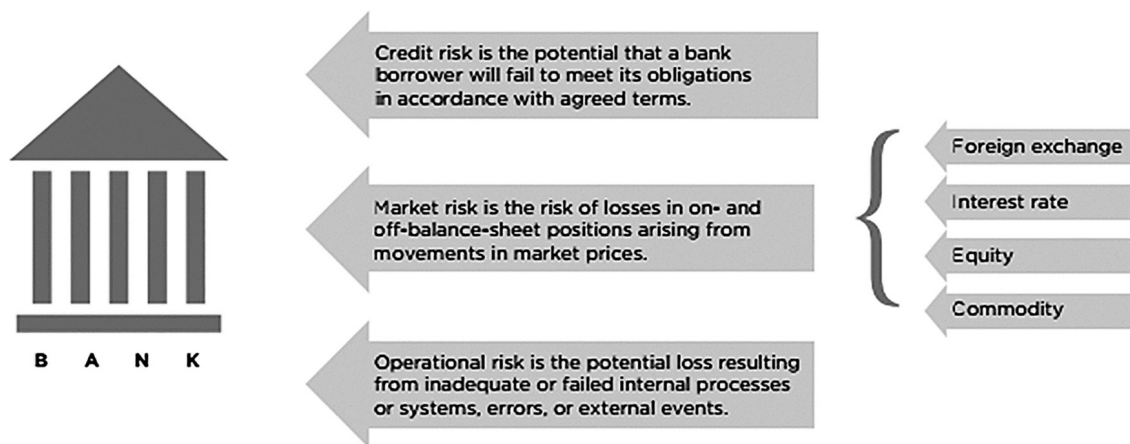 Credit risk is the potential that a bank
borrower will fail to meet its obligations
in accordance with agreed terms.
Market risk is the risk of losses in on- and
off-balance-sheet positions arising from
movements in market prices.
Foreign exchange
Interest rate
Equity
Commodity
B A N K
Operational risk is the potential loss resulting
from inadequate or failed internal processes
or systems, errors, or external events.